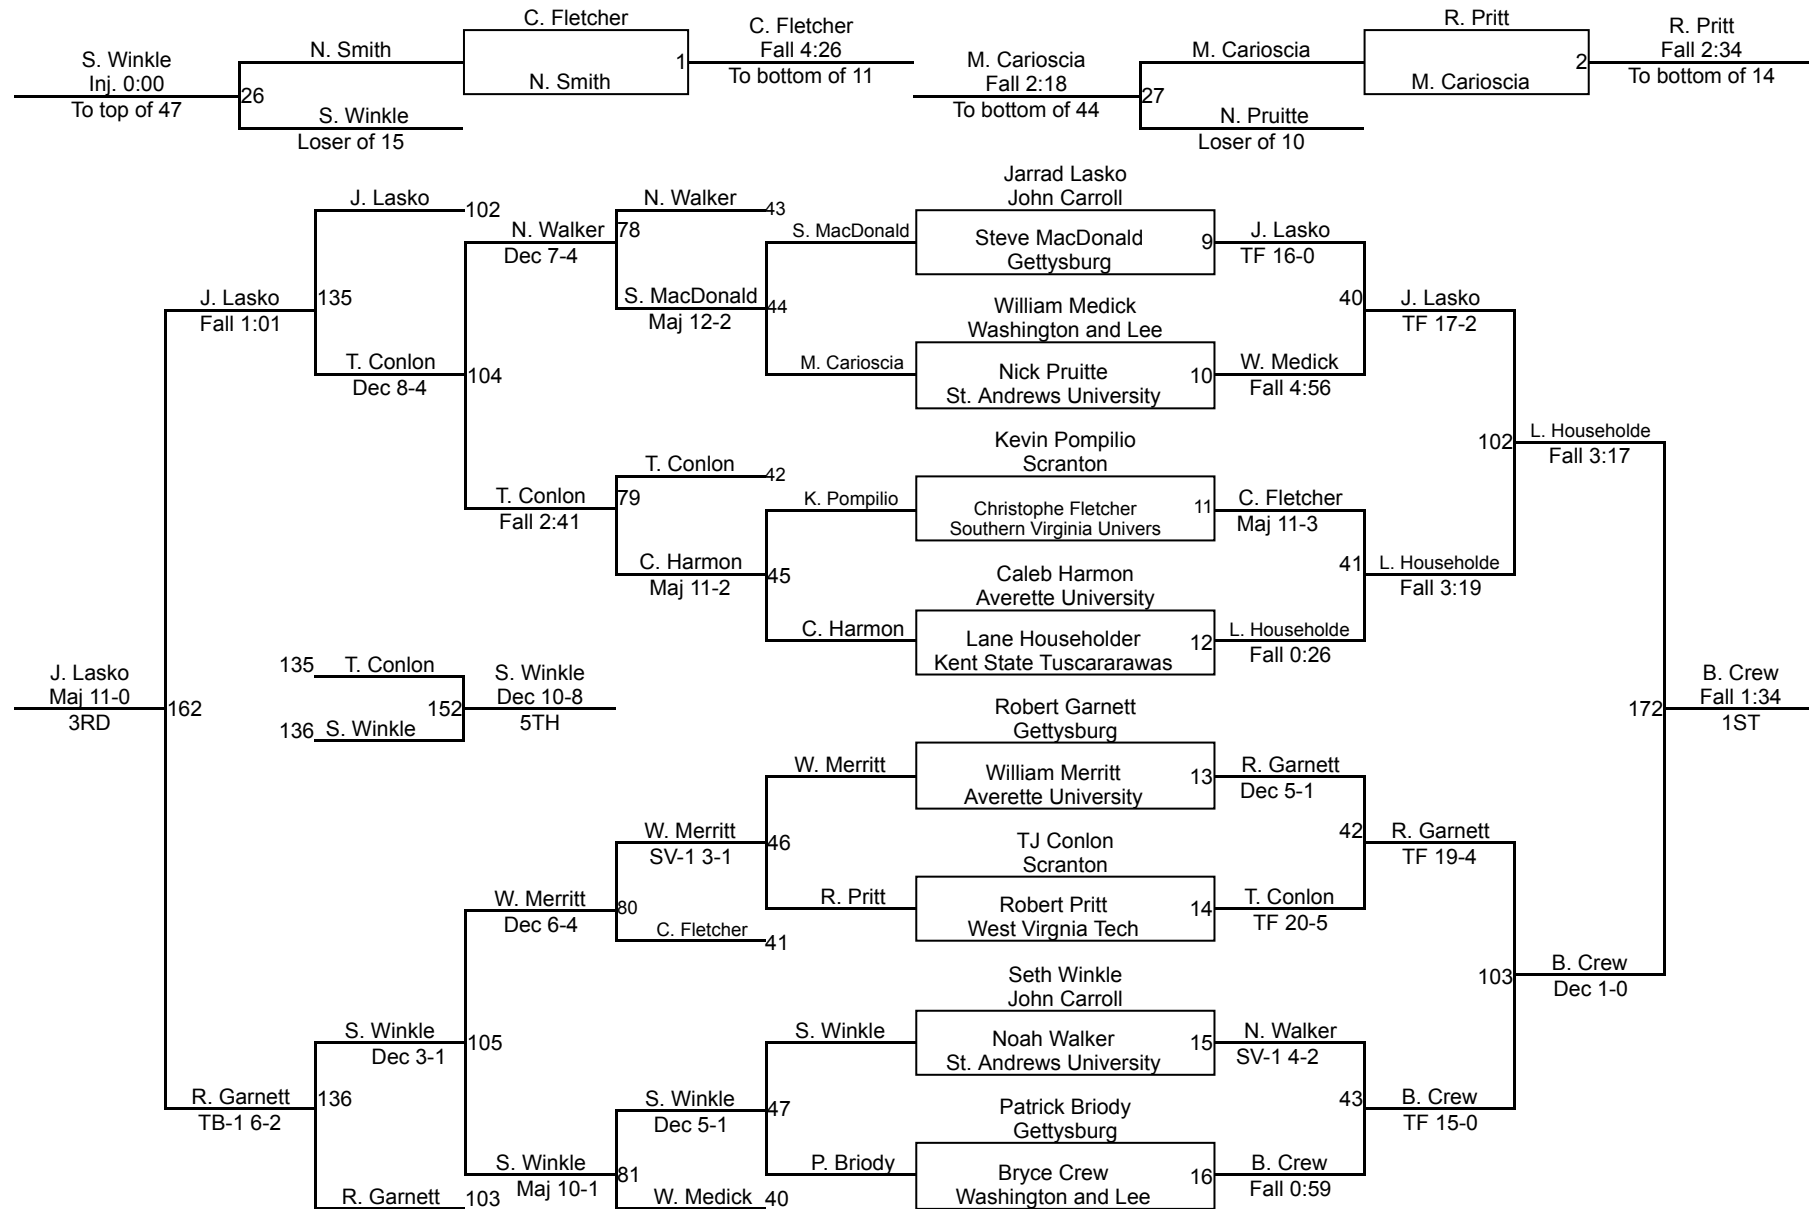 C. Fletcher
N. Smith
N. Smith
1
C. Fletcher
Fall 4:26
To bottom of 11
S. Winkle
Inj. 0:00
To top of 47
26
S. Winkle
Loser of 15
R. Pritt
M. Carioscia
M. Carioscia
2
R. Pritt
Fall 2:34
To bottom of 14
M. Carioscia
Fall 2:18
To bottom of 44
27
N. Pruitte
Loser of 10
Jarrad Lasko
John Carroll
Steve MacDonald
Gettysburg
9
J. Lasko
TF 16-0
William Medick
Washington and Lee
Nick Pruitte
St. Andrews University
10
W. Medick
Fall 4:56
40
J. Lasko
TF 17-2
Kevin Pompilio
Scranton
Christophe Fletcher
Southern Virginia Univers
11
C. Fletcher
Maj 11-3
Caleb Harmon
Averette University
Lane Householder
Kent State Tuscararawas
12
L. Householde
Fall 0:26
41
L. Householde
Fall 3:19
102
L. Householde
Fall 3:17
Robert Garnett
Gettysburg
William Merritt
Averette University
13
R. Garnett
Dec 5-1
TJ Conlon
Scranton
Robert Pritt
West Virgnia Tech
14
T. Conlon
TF 20-5
42
R. Garnett
TF 19-4
Seth Winkle
John Carroll
Noah Walker
St. Andrews University
15
N. Walker
SV-1 4-2
Patrick Briody
Gettysburg
Bryce Crew
Washington and Lee
16
B. Crew
Fall 0:59
43
B. Crew
TF 15-0
103
B. Crew
Dec 1-0
172
B. Crew
Fall 1:34
1ST
J. Lasko
102
N. Walker
43
S. MacDonald
M. Carioscia
44
S. MacDonald
Maj 12-2
78
N. Walker
Dec 7-4
T. Conlon
42
K. Pompilio
C. Harmon
45
C. Harmon
Maj 11-2
79
T. Conlon
Fall 2:41
104
T. Conlon
Dec 8-4
135
J. Lasko
Fall 1:01
135
T. Conlon
136
S. Winkle
152
S. Winkle
Dec 10-8
5TH
J. Lasko
Maj 11-0
3RD
162
W. Merritt
R. Pritt
46
W. Merritt
SV-1 3-1
80
C. Fletcher
41
W. Merritt
Dec 6-4
S. Winkle
P. Briody
47
S. Winkle
Dec 5-1
81
W. Medick
40
S. Winkle
Maj 10-1
105
S. Winkle
Dec 3-1
136
R. Garnett
103
R. Garnett
TB-1 6-2